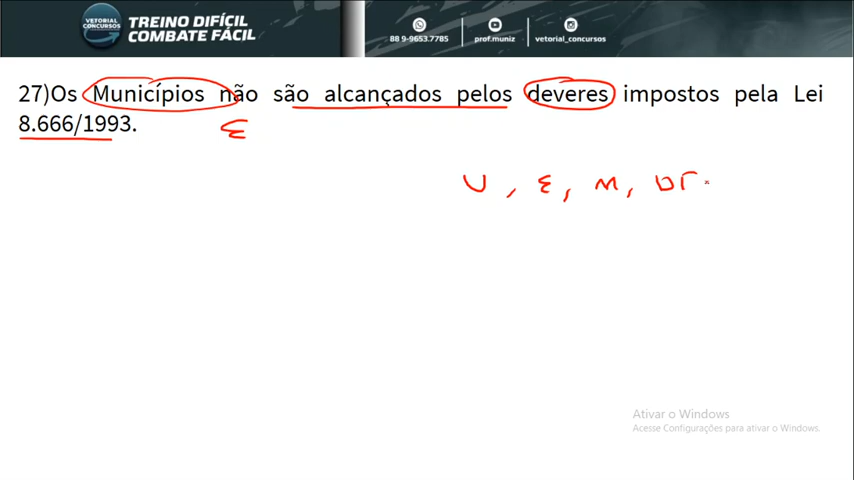 VETORIAL
CONCURSOS
TREINO DIFÍCIL
COMBATE FÁCIL
88 9-9653.7785
prof.muniz
vetorial_concursos
27)Os Municípios não são alcançados pelos deveres impostos pela Lei
8.666/1993.
E
U, E, M, DF.
Ativar o Windows
Acesse Configurações para ativar o Windows.